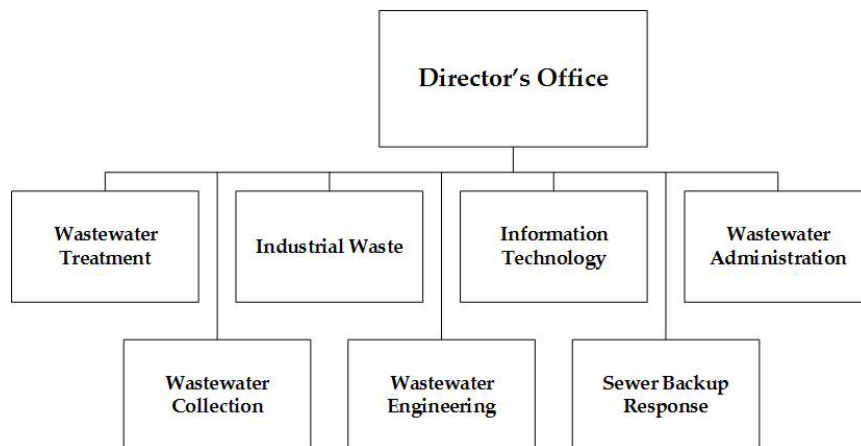 Director's Office
Wastewater
Treatment
Industrial Waste
Information
Technology
Wastewater
Administration
Wastewater
Collection
Wastewater
Engineering
Sewer Backup
Response